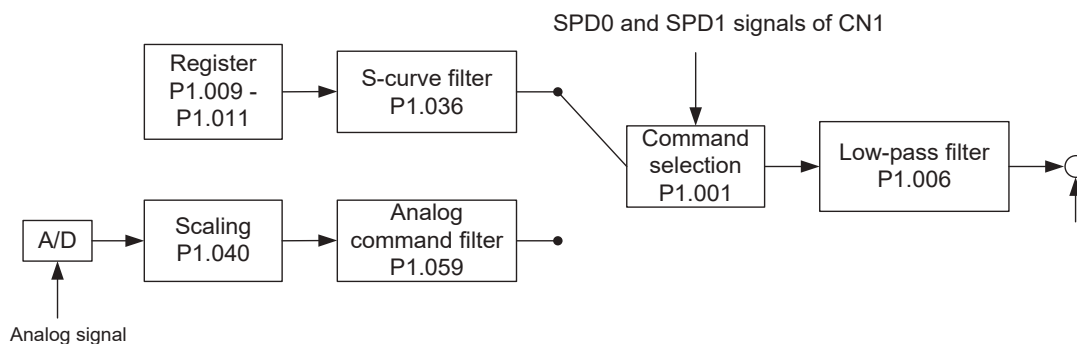 SPD0 and SPD1 signals of CN1
Register
P1.009 -
P1.011
S-curve filter
P1.036
Command
selection
P1.001
Low-pass filter
P1.006
A/D
Scaling
P1.040
Analog
command filter
P1.059
Analog signal